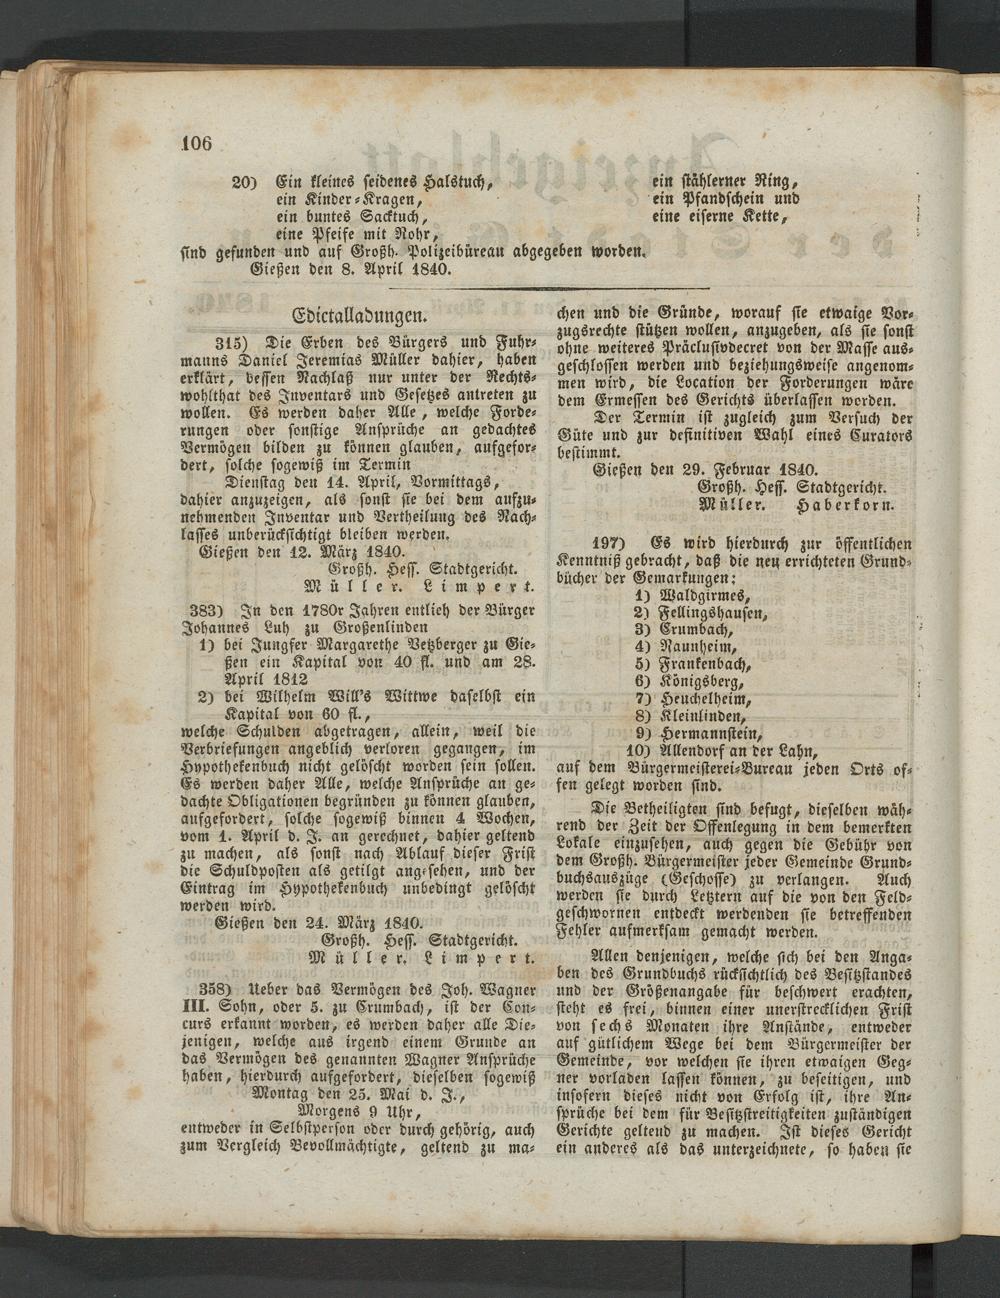 106
20) Ein kleines seidenes Halstuch,
ein Kinder-Kragen,
ein buntes Sacktuch,
eine Pfeife mit Rohr,
ein stählerner Ring,
ein Pfandschein und
eine eiserne Kette,
sind gefunden und auf Großh. Polizeibüreau abgegeben worden.
Gießen den 8. April 1840.
Edictalladungen.
315) Die Erben des Bürgers und Fuhr-
manns Daniel Jeremias Müller dahier, haben
erklärt, dessen Nachlaß nur unter der Rechts-
wohlthat des Inventars und Gesetzes antreten zu
wollen. Es werden daher Alle, welche Forde-
rungen oder sonstige Ansprüche an gedachtes
Vermögen bilden zu können glauben, aufgefor-
dert, solche sogewiß im Termin
Dienstag den 14. April, Vormittags,
dahier anzuzeigen, als sonst sie bei dem aufzu-
nehmenden Inventar und Vertheilung des Nach-
lasses unberücksichtigt bleiben werden.
Gießen den 12. März 1840.
Großh. Hess. Stadtgericht.
Müller. Limpert.
383) In den 1780r Jahren entlieh der Bürger
Johannes Luh zu Großenlinden
1) bei Jungfer Margarethe Vetzberger zu Gie-
ßen ein Kapital von 40 fl. und am 28.
April 1812
2) bei Wilhelm Will's Wittwe daselbst ein
Kapital von 60 fl.,
welche Schulden abgetragen, allein, weil die
Verbriefungen angeblich verloren gegangen, im
Hypothekenbuch nicht gelöscht worden sein sollen.
Es werden daher Alle, welche Ansprüche an ge-
dachte Obligationen begründen zu können glauben,
aufgefordert, solche sogewiß binnen 4 Wochen,
vom 1. April d. J. an gerechnet, dahier geltend
zu machen, als sonst nach Ablauf dieser Frist
die Schuldposten als getilgt angesehen, und der
Eintrag im Hypothekenbuch unbedingt gelöscht
werden wird.
Gießen den 24. März 1840.
Großh. Hess. Stadtgericht.
Müller. Limpert.
358) Ueber das Vermögen des Joh. Wagner
III. Sohn, oder 5. zu Crumbach, ist der Con-
curs erkannt worden, es werden daher alle Die-
jenigen, welche aus irgend einem Grunde an
das Vermögen des genannten Wagner Ansprüche
haben, hierdurch aufgefordert, dieselben sogewiß
Montag den 25. Mai d. J.,
Morgens 9 Uhr,
entweder in Selbstperson oder durch gehörig, auch
zum Vergleich Bevollmächtigte, geltend zu ma-
chen und die Gründe, worauf sie etwaige Vor-
zugsrechte stützen wollen, anzugeben, als sie sonst
ohne weiteres Präclusivdecret von der Masse aus-
geschlossen werden und beziehungsweise angenom-
men wird, die Location der Forderungen wäre
dem Ermessen des Gerichts überlassen worden.
Der Termin ist zugleich zum Versuch der
Güte und zur definitiven Wahl eines Curators
bestimmt.
Gießen den 29. Februar 1840.
Großh. Hess. Stadtgericht.
Müller. Haberkorn.
197) Es wird hierdurch zur öffentlichen
Kenntniß gebracht, daß die neu errichteten Grund-
bücher der Gemarkungen:
1) Waldgirmes,
2) Fellingshausen,
3) Crumbach,
4) Naunheim,
5) Frankenbach,
6) Königsberg,
7) Heuchelheim,
8) Kleinlinden,
9) Hermannstein,
10) Allendorf an der Lahn,
auf dem Bürgermeisterei-Bureau jeden Orts of-
fen gelegt worden sind.
Die Betheiligten sind befugt, dieselben wäh-
rend der Zeit der Offenlegung in dem bemerkten
Lokale einzusehen, auch gegen die Gebühr von
dem Großh. Bürgermeister jeder Gemeinde Grund-
buchsauszüge (Geschosse) zu verlangen. Auch
werden sie durch Letztern auf die von den Feld-
geschwornen entdeckt werdenden sie betreffenden
Fehler aufmerksam gemacht werden.
Allen denjenigen, welche sich bei den Anga-
ben des Grundbuchs rücksichtlich des Besitzstandes
und der Größenangabe für beschwert erachten,
steht es frei, binnen einer unerstrecklichen Frist
von sechs Monaten ihre Anstände, entweder
auf gütlichem Wege bei dem Bürgermeister der
Gemeinde, vor welchen sie ihren etwaigen Geg-
ner vorladen lassen können, zu beseitigen, und
insofern dieses nicht von Erfolg ist, ihre An-
sprüche bei dem für Besitzstreitigkeiten zuständigen
Gerichte geltend zu machen. Ist dieses Gericht
ein anderes als das unterzeichnete, so haben sie